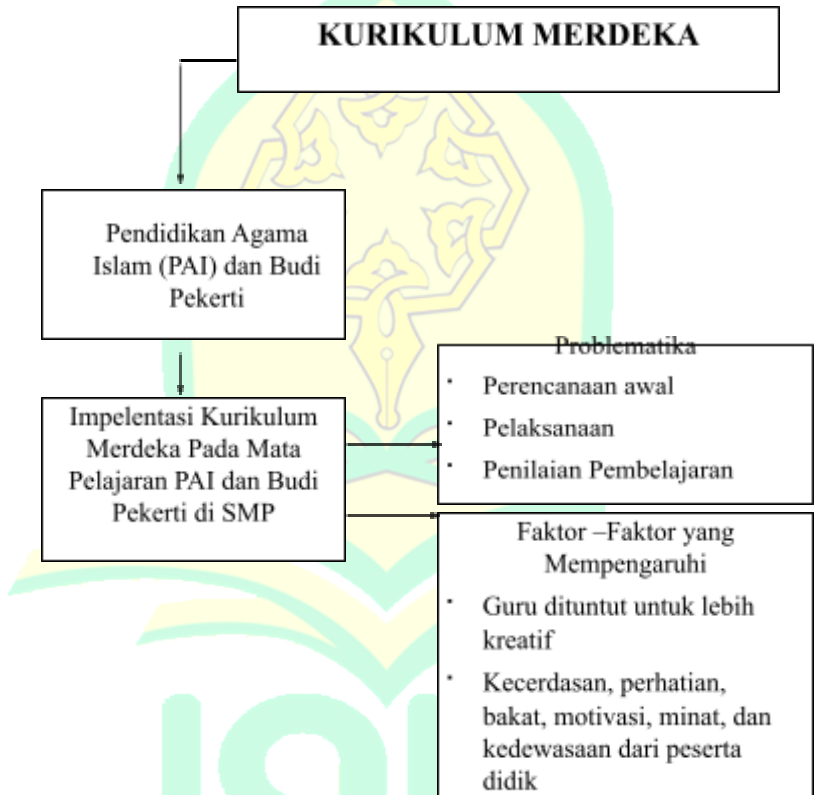 KURIKULUM MERDEKA
Pendidikan Agama
Islam (PAI) dan Budi
Pekerti
Impelentasi Kurikulum
Merdeka Pada Mata
Pelajaran PAI dan Budi
Pekerti di SMP
Problematika
· Perencanaan awal
· Pelaksanaan
· Penilaian Pembelajaran
Faktor –Faktor yang
Mempengaruhi
· Guru dituntut untuk lebih
kreatif
· Kecerdasan, perhatian,
bakat, motivasi, minat, dan
kedewasaan dari peserta
didik